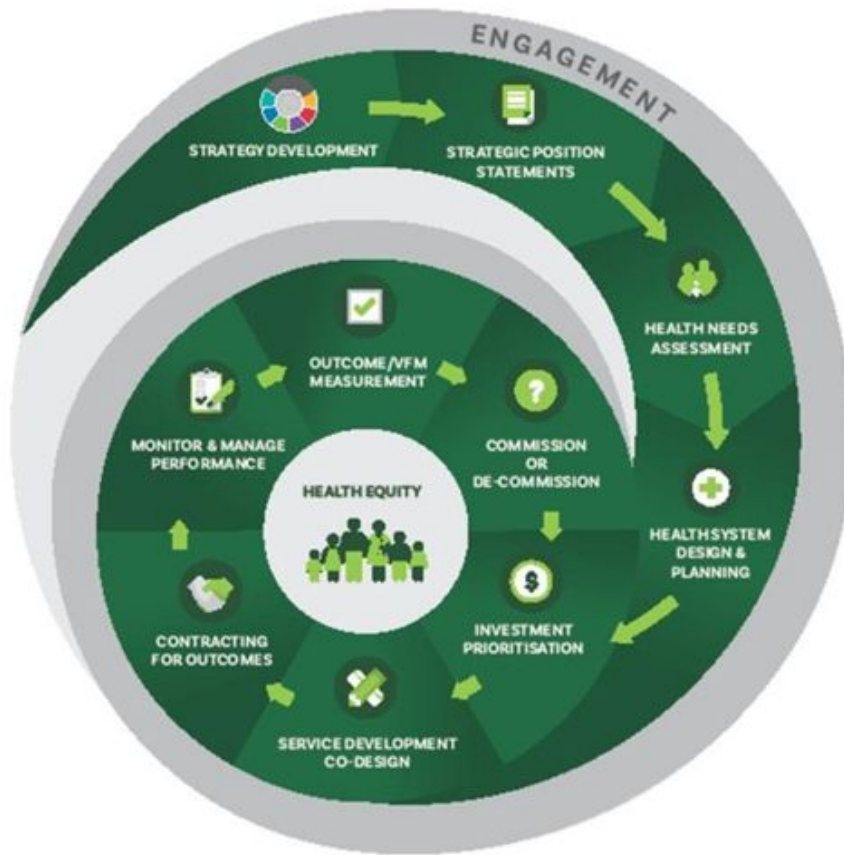 ENGAGEMENT
STRATEGY DEVELOPMENT
STRATEGIC POSITION
STATEMENTS
HEALTH NEEDS
ASSESSMENT
HEALTH SYSTEM
DESIGN &
PLANNING
INVESTMENT
PRIORITISATION
SERVICE DEVELOPMENT
CO-DESIGN
CONTRACTING
FOR OUTCOMES
MONITOR & MANAGE
PERFORMANCE
OUTCOME/VFM
MEASUREMENT
COMMISSION
OR
DE-COMMISSION
HEALTH EQUITY
?
$